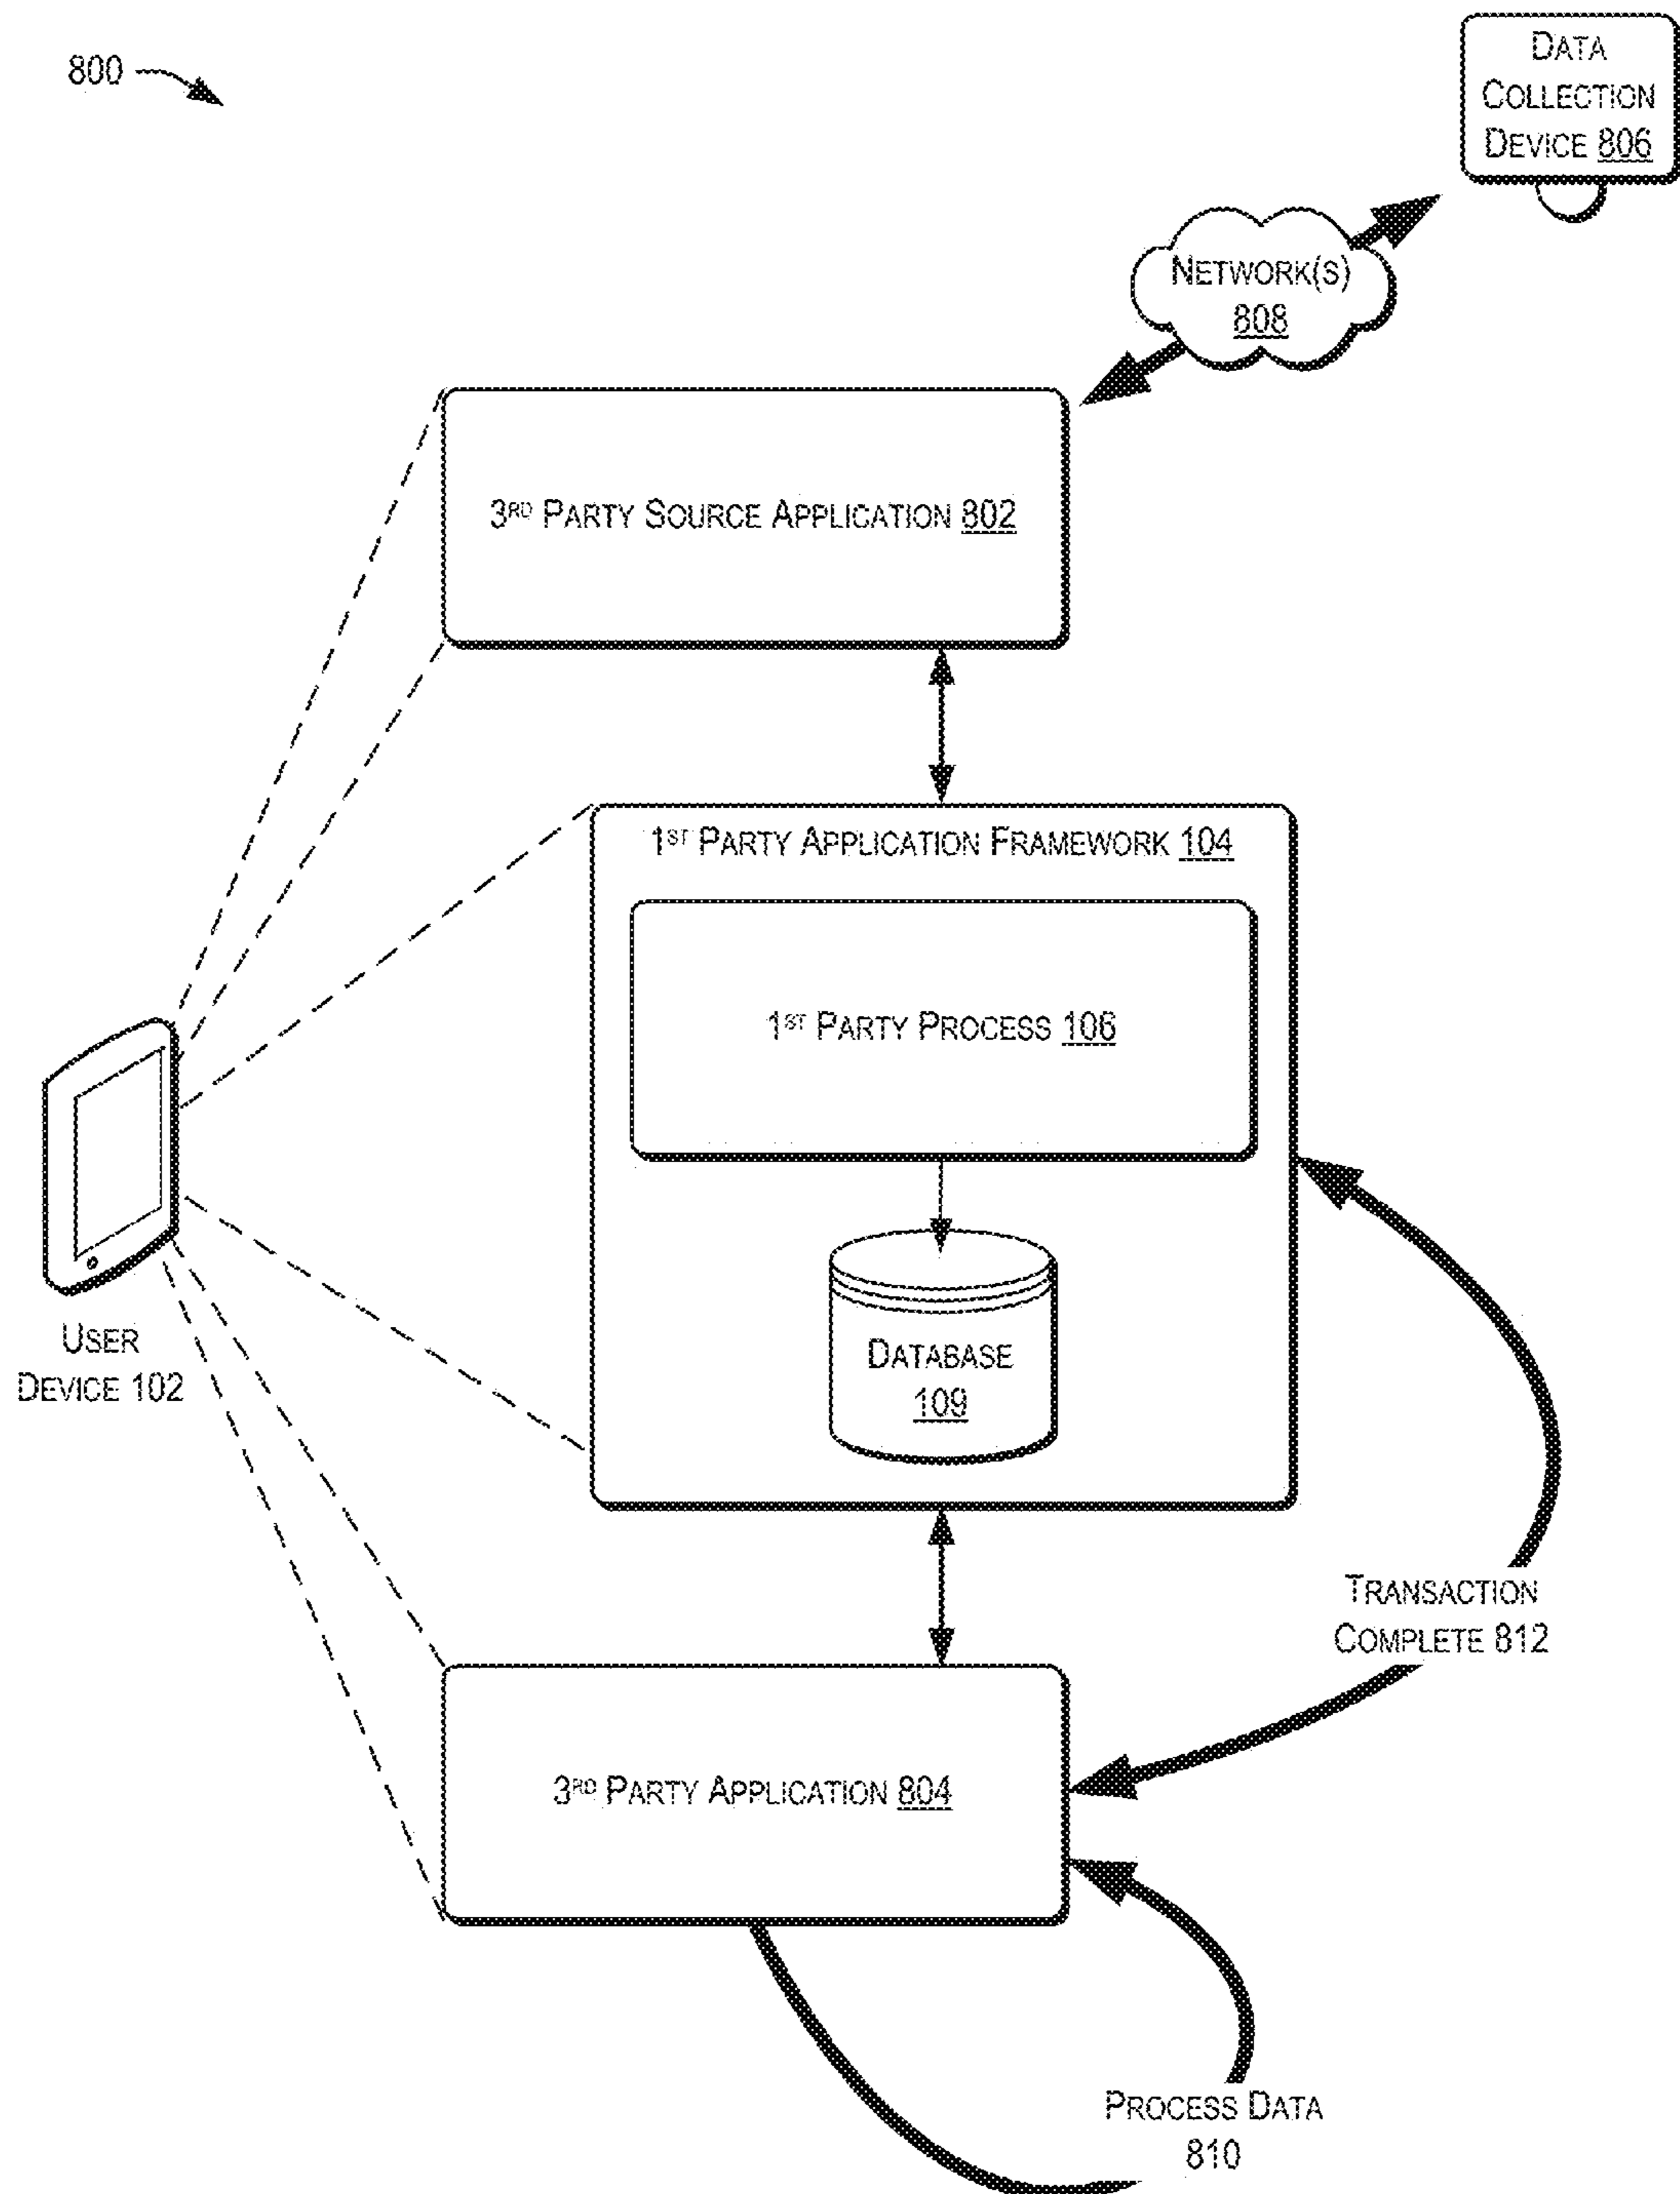 800
DATA
COLLECTION
DEVICE 806
NETWORK(S)
808
3RD PARTY SOURCE APPLICATION 802
1ST PARTY APPLICATION FRAMEWORK 104
1ST PARTY PROCESS 106
DATABASE
109
USER
DEVICE 102
TRANSACTION
COMPLETE 812
3RD PARTY APPLICATION 804
PROCESS DATA
810